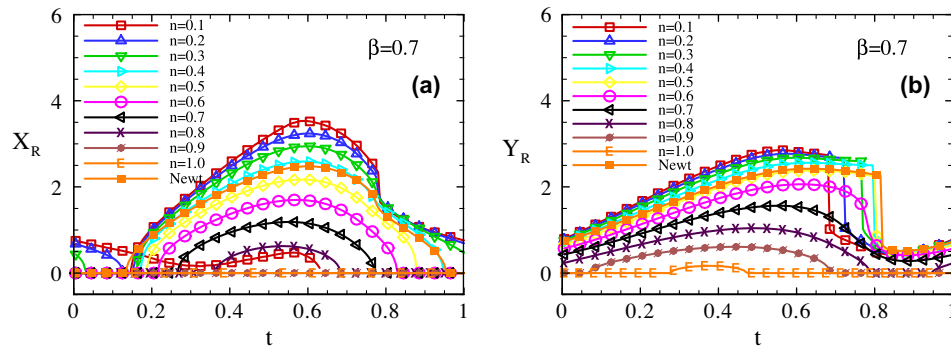 6
n=0.1
n=0.2
n=0.3
n=0.4
n=0.5
n=0.6
n=0.7
n=0.8
n=0.9
n=1.0
Newt
β=0.7
(a)
4
X_R
2
0
0 0.2 0.4 0.6 0.8 1
t
6
n=0.1
n=0.2
n=0.3
n=0.4
n=0.5
n=0.6
n=0.7
n=0.8
n=0.9
n=1.0
Newt
β=0.7
(b)
4
Y_R
2
0
0 0.2 0.4 0.6 0.8 1
t